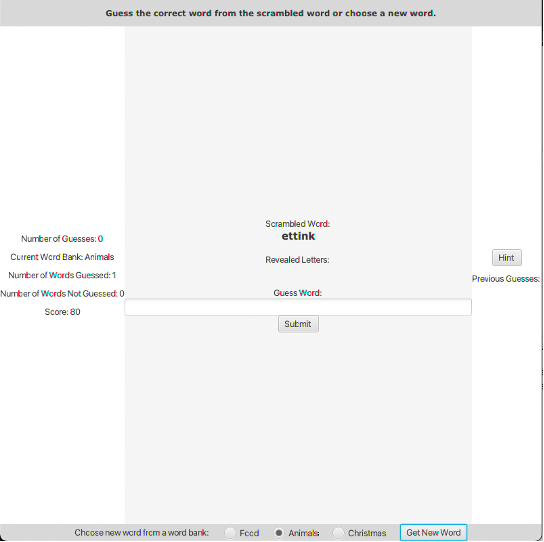 Guess the correct word from the scrambled word or choose a new word.
Number of Guesses: 0
Current Word Bank: Animals
Number of Words Guessed: 1
Number of Words Not Guessed: 0
Score: 80
Scrambled Word:
ettink
Revealed Letters:
Guess Word:
Submit
Hint
Previous Guesses:
Choose new word from a word bank: Food Animals Christmas Get New Word